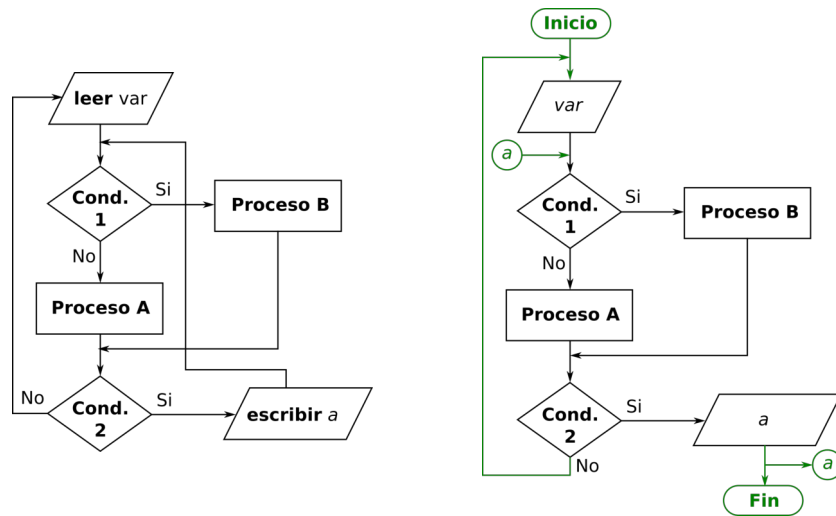 leer var
Cond.
1
Si
Proceso B
No
Proceso A
No
Cond.
2
Si
escribir a
Inicio
var
a
Cond.
1
Si
Proceso B
No
Proceso A
Cond.
2
Si
a
No
a
Fin